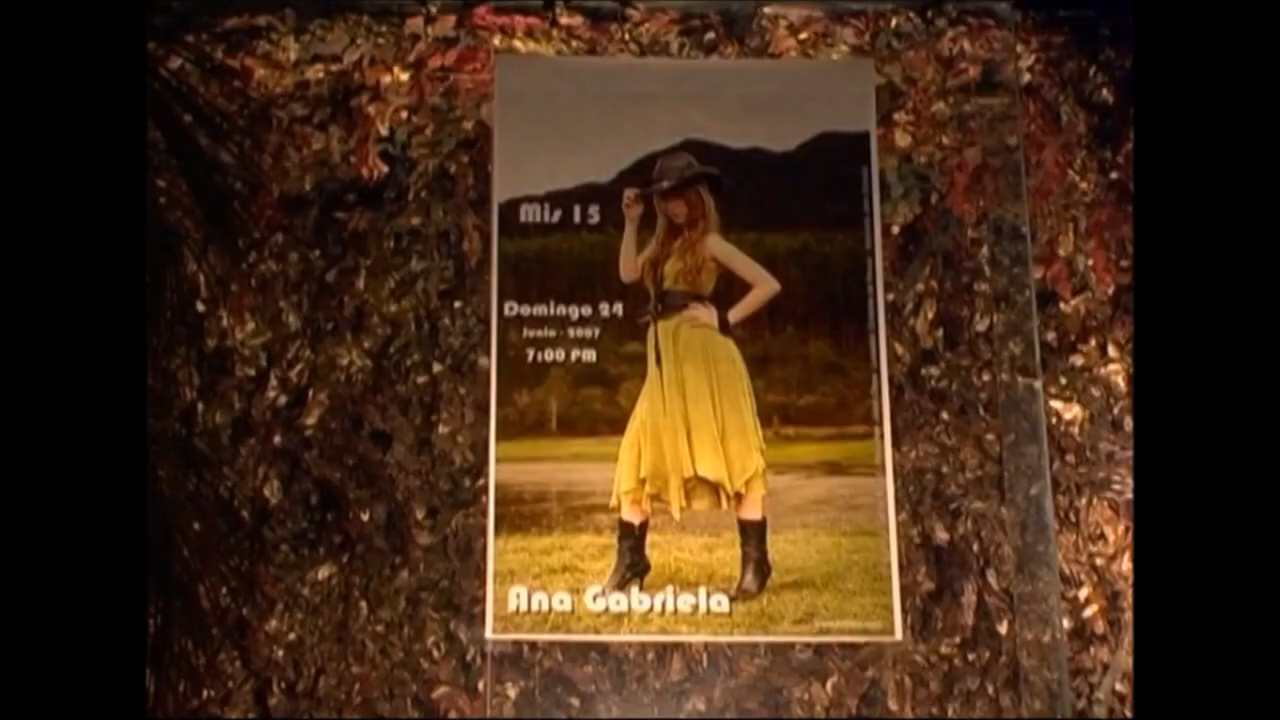 Mis 15
Domingo 24
Junio - 2007
7:00 PM
Ana Gabriela